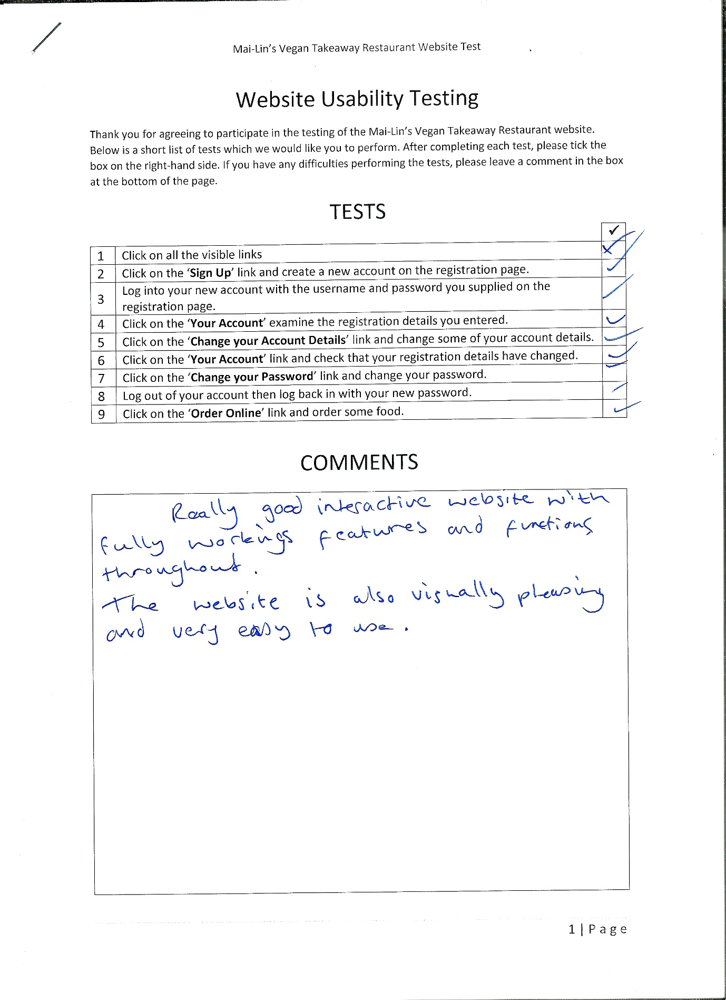 Mai-Lin's Vegan Takeaway Restaurant Website Test
Website Usability Testing
Thank you for agreeing to participate in the testing of the Mai-Lin's Vegan Takeaway Restaurant website.
Below is a short list of tests which we would like you to perform. After completing each test, please tick the
box on the right-hand side. If you have any difficulties performing the tests, please leave a comment in the box
at the bottom of the page.
TESTS
✓
1 Click on all the visible links
2 Click on the 'Sign Up' link and create a new account on the registration page.
3 Log into your new account with the username and password you supplied on the
registration page.
4 Click on the 'Your Account' examine the registration details you entered.
5 Click on the 'Change your Account Details' link and change some of your account details.
6 Click on the 'Your Account' link and check that your registration details have changed.
7 Click on the 'Change your Password' link and change your password.
8 Log out of your account then log back in with your new password.
9 Click on the 'Order Online' link and order some food.
COMMENTS
Really good interactive website with
fully workings features and functions
throughout.
The website is also visually pleasing
and very easy to use.
1 | Page